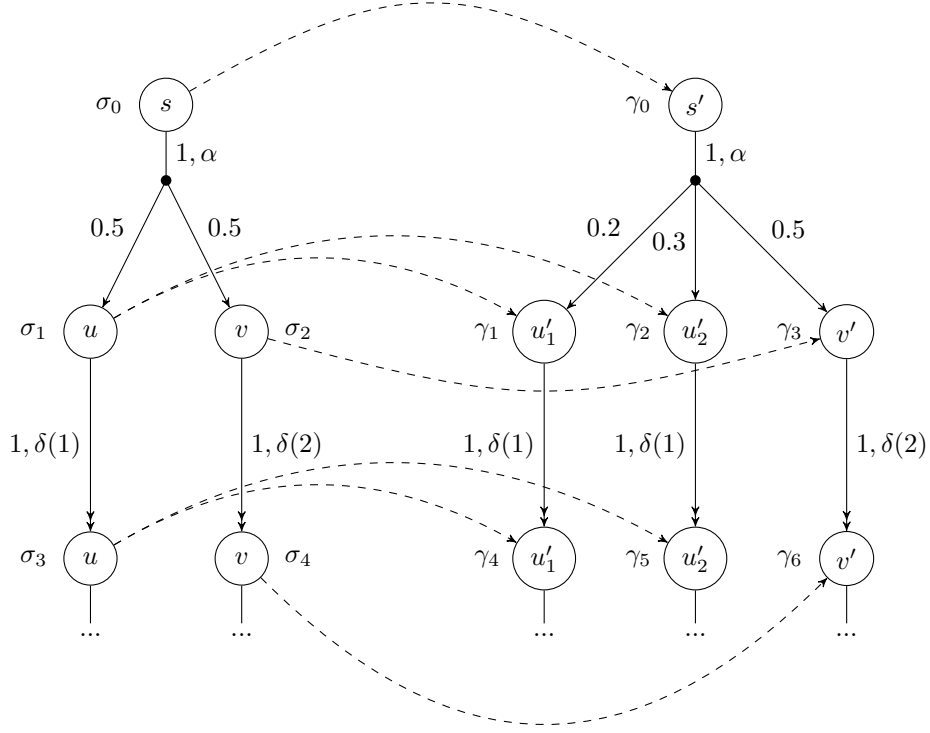 σ₀ s γ₀ s′
1, α 1, α
0.5 0.5 0.2 0.3 0.5
σ₁ u v σ₂ γ₁ u′₁ γ₂ u′₂ γ₃ v′
1, δ(1) 1, δ(2) 1, δ(1) 1, δ(1) 1, δ(2)
σ₃ u v σ₄ γ₄ u′₁ γ₅ u′₂ γ₆ v′
... ... ... ... ...